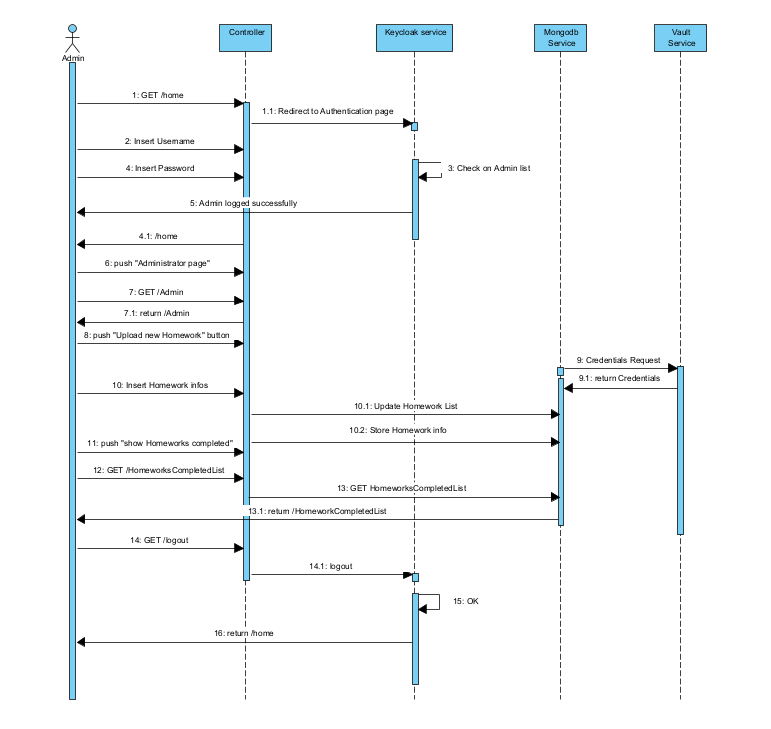 Controller
Keycloak service
Mongodb
Service
Vault
Service
Admin
1: GET /home
1.1: Redirect to Authentication page
2: Insert Username
4: Insert Password
3: Check on Admin list
5: Admin logged successfully
4.1: /home
6: push "Administrator page"
7: GET /Admin
7.1: return /Admin
8: push "Upload new Homework" button
9: Credentials Request
9.1: return Credentials
10: Insert Homework infos
10.1: Update Homework List
10.2: Store Homework info
11: push "show Homeworks completed"
12: GET /HomeworksCompletedList
13: GET HomeworksCompletedList
13.1: return /HomeworkCompletedList
14: GET /logout
14.1: logout
15: OK
16: return /home